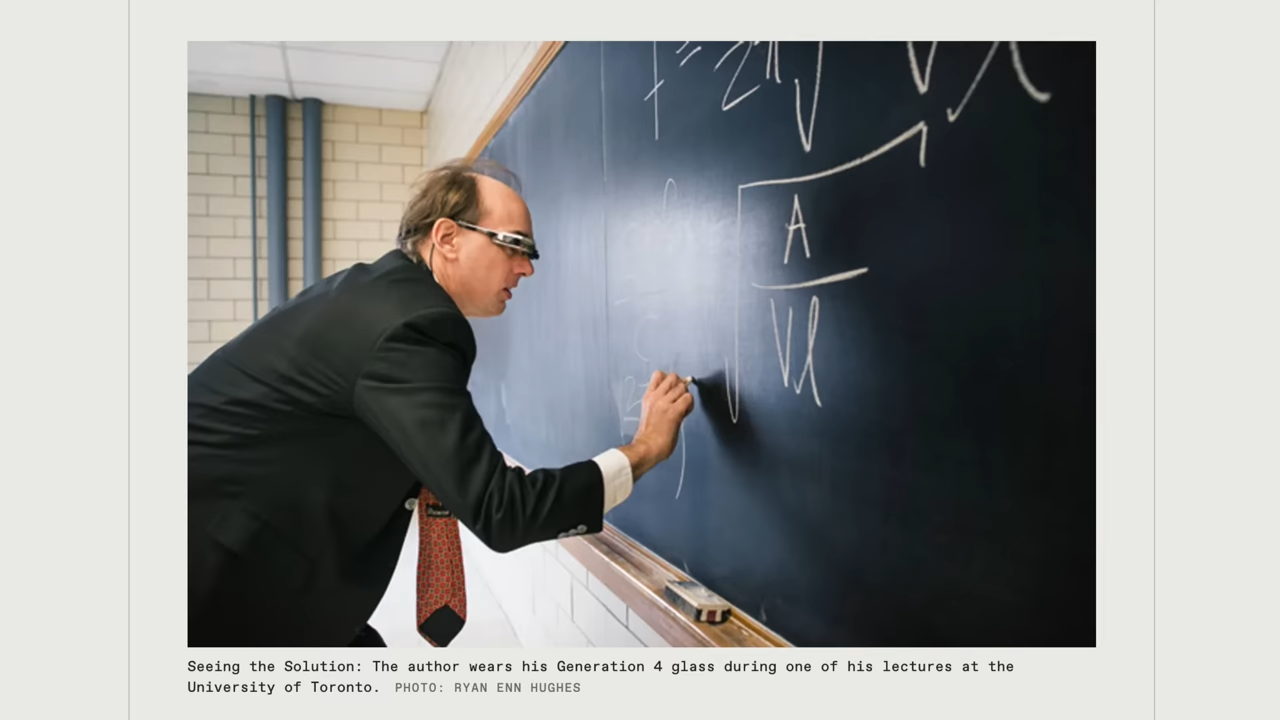 A
Vl
Seeing the Solution: The author wears his Generation 4 glass during one of his lectures at the
University of Toronto. PHOTO: RYAN ENN HUGHES